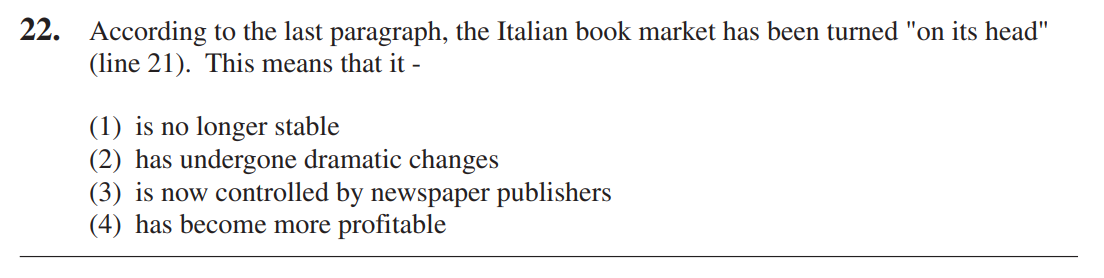 22. According to the last paragraph, the Italian book market has been turned "on its head"
(line 21). This means that it -
(1) is no longer stable
(2) has undergone dramatic changes
(3) is now controlled by newspaper publishers
(4) has become more profitable